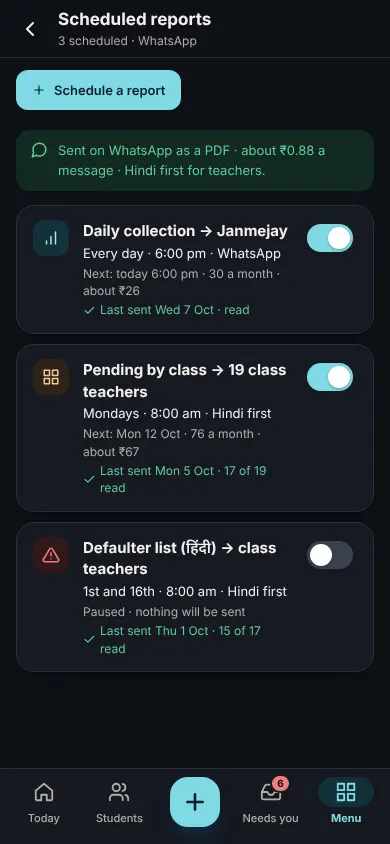 Scheduled reports
3 scheduled · WhatsApp
+ Schedule a report
Sent on WhatsApp as a PDF · about ₹0.88 a
message · Hindi first for teachers.
Daily collection → Janmejay
Every day · 6:00 pm · WhatsApp
Next: today 6:00 pm · 30 a month ·
about ₹26
Last sent Wed 7 Oct · read
Pending by class → 19 class
teachers
Mondays · 8:00 am · Hindi first
Next: Mon 12 Oct · 76 a month ·
about ₹67
Last sent Mon 5 Oct · 17 of 19
read
Defaulter list (हिंदी) → class
teachers
1st and 16th · 8:00 am · Hindi first
Paused · nothing will be sent
Last sent Thu 1 Oct · 15 of 17
read
6
Today
Students
Needs you
Menu